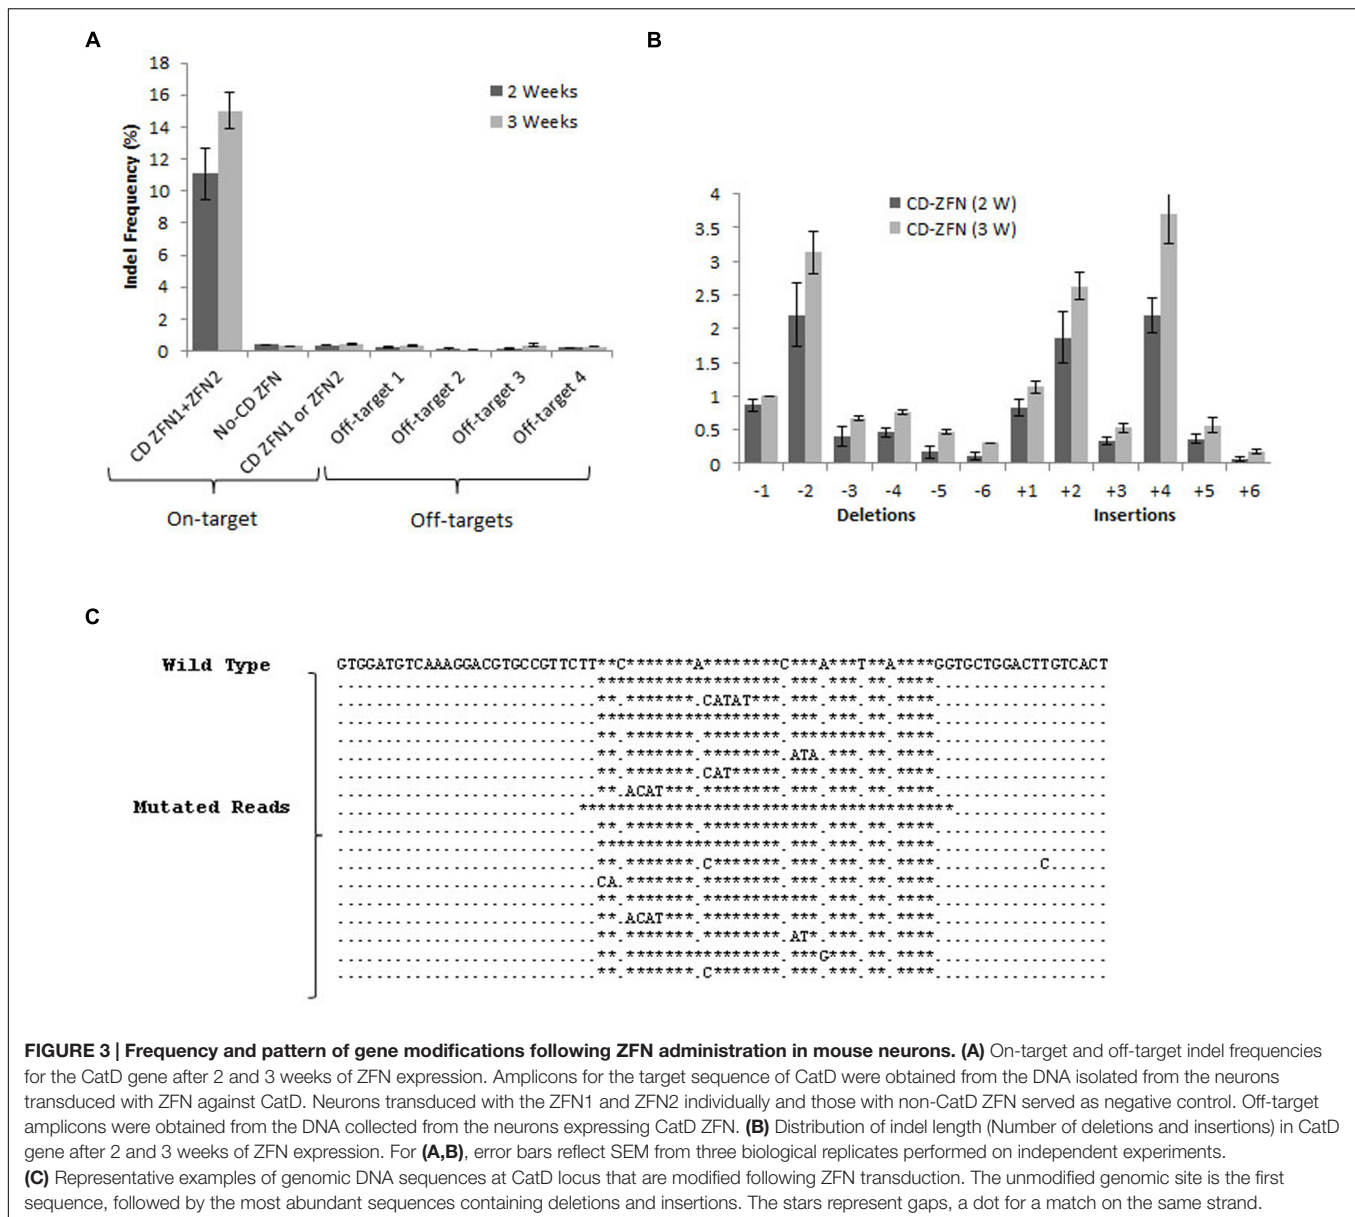 A
Indel Frequency (%)
18
16
14
12
10
8
6
4
2
0
2 Weeks
3 Weeks
CD ZFN1+ZFN2
No-CD ZFN
CD ZFN1 or ZFN2
Off-target 1
Off-target 2
Off-target 3
Off-target 4
On-target
Off-targets
B
4
3.5
3
2.5
2
1.5
1
0.5
0
CD-ZFN (2 W)
CD-ZFN (3 W)
-1 -2 -3 -4 -5 -6 +1 +2 +3 +4 +5 +6
Deletions Insertions
C
Wild Type GTGGATGTCAAAGGACGTGCCGTTCTT**C*******A********C***A***T**A****GGTGCTGGACTTGTCACT
CATAT
ATA
CAT
ACAT
Mutated Reads
C C
CA
ACAT
AT
G
C
FIGURE 3 | Frequency and pattern of gene modifications following ZFN administration in mouse neurons. (A) On-target and off-target indel frequencies
for the CatD gene after 2 and 3 weeks of ZFN expression. Amplicons for the target sequence of CatD were obtained from the DNA isolated from the neurons
transduced with ZFN against CatD. Neurons transduced with the ZFN1 and ZFN2 individually and those with non-CatD ZFN served as negative control. Off-target
amplicons were obtained from the DNA collected from the neurons expressing CatD ZFN. (B) Distribution of indel length (Number of deletions and insertions) in CatD
gene after 2 and 3 weeks of ZFN expression. For (A,B), error bars reflect SEM from three biological replicates performed on independent experiments.
(C) Representative examples of genomic DNA sequences at CatD locus that are modified following ZFN transduction. The unmodified genomic site is the first
sequence, followed by the most abundant sequences containing deletions and insertions. The stars represent gaps, a dot for a match on the same strand.